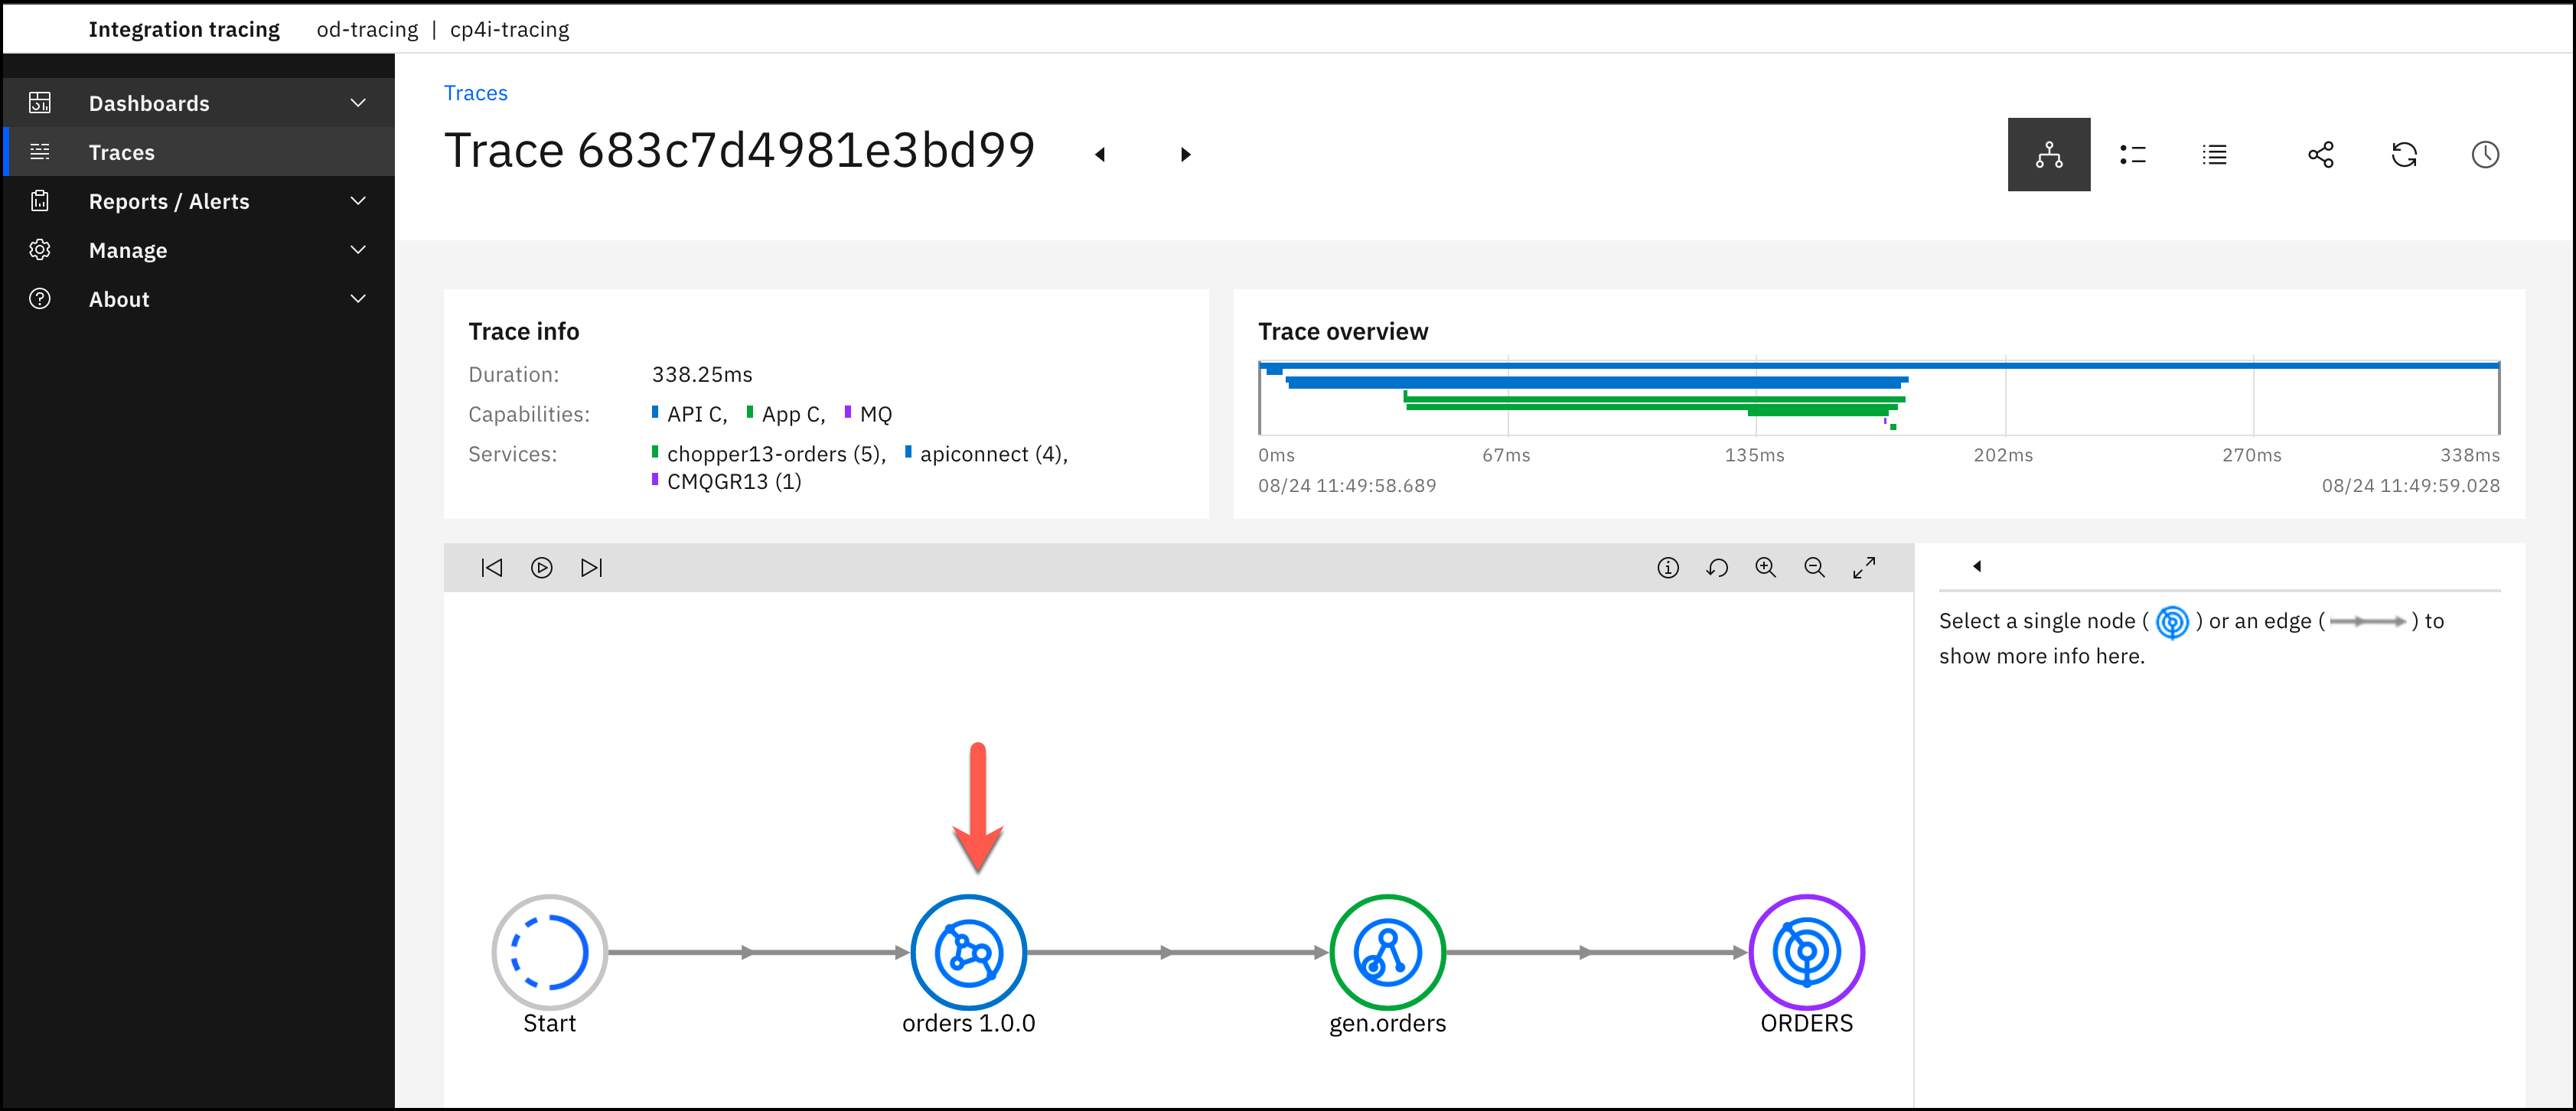 Integration tracing od-tracing | cp4i-tracing
Dashboards
Traces
Reports / Alerts
Manage
About
Traces
Trace 683c7d4981e3bd99
Trace info
Duration: 338.25ms
Capabilities: API C, App C, MQ
Services: chopper13-orders (5), apiconnect (4),
CMQGR13 (1)
Trace overview
0ms 67ms 135ms 202ms 270ms 338ms
08/24 11:49:58.689 08/24 11:49:59.028
Select a single node ( ) or an edge ( ) to
show more info here.
Start
orders 1.0.0
gen.orders
ORDERS